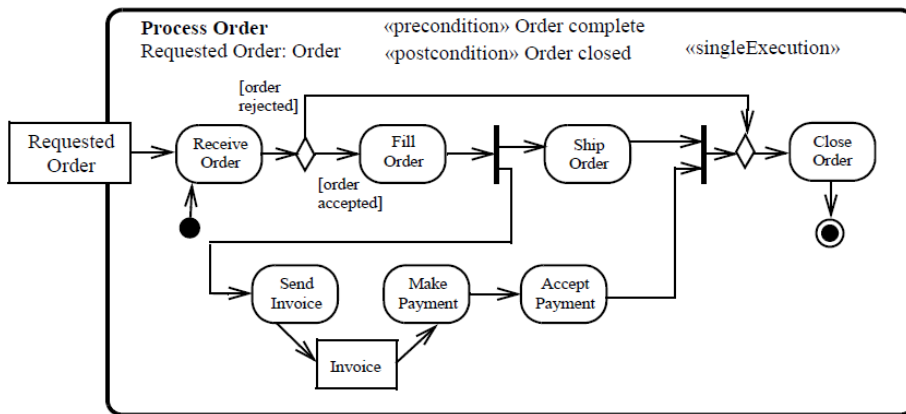 Process Order
«precondition» Order complete
Requested Order: Order
«postcondition» Order closed
«singleExecution»
[order
rejected]
Requested
Order
Receive
Order
Fill
Order
Ship
Order
Close
Order
[order
accepted]
Send
Invoice
Make
Payment
Accept
Payment
Invoice